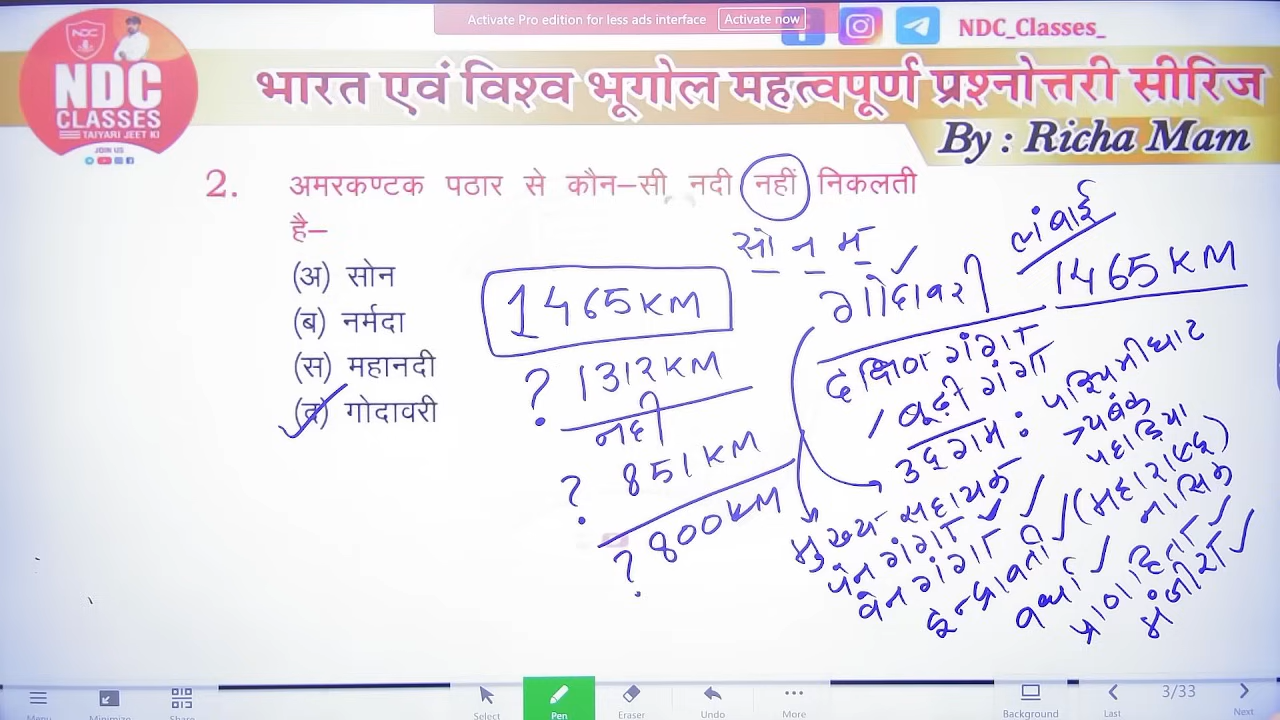 Activate Pro edition for less ads interface
Activate now
NDC_Classes_
NDC
NDC
CLASSES
TAIYARI JEET KI
JOIN US
भारत एवं विश्व भूगोल महत्वपूर्ण प्रश्नोत्तरी सीरिज
By : Richa Mam
2. अमरकण्टक पठार से कौन–सी नदी नहीं निकलती
है–
(अ) सोन
(ब) नर्मदा
(स) महानदी
(द) गोदावरी
सो न म
लंबाई
1465KM
गोदावरी 1465KM
? 1312KM
नदी
? 851KM
? 800KM
दक्षिण गंगा
/ बूढ़ी गंगा
उद्गम : पश्चिमीघाट
त्र्यंबक
पहाड़िया
(महाराष्ट्र)
नासिक
मुख्य सहायक
पेन गंगा
वेन गंगा
इन्द्रावती
वर्धा
प्राणहिता
मंजीरा
Menu
Minimize
Share
Select
Pen
Eraser
Undo
More
Background
Last
3/33
Next